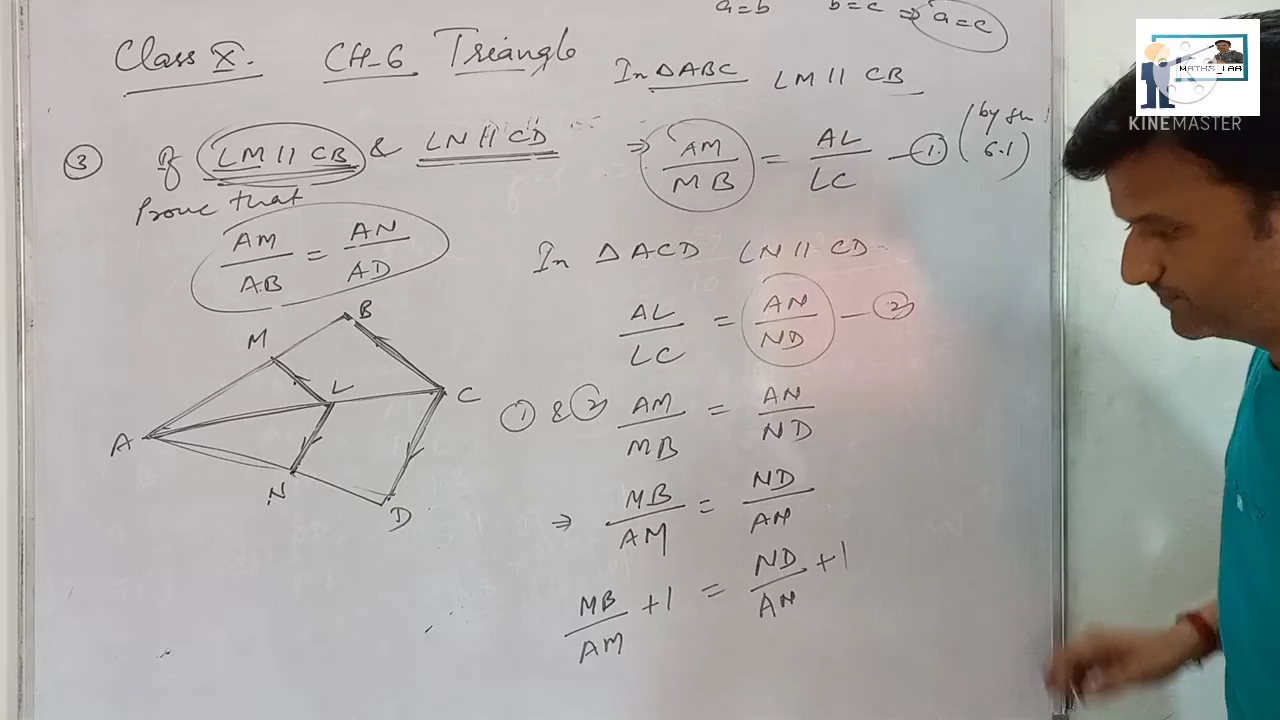 a=b b=c ⇒ a=c
Class X. CH-6 Triangle
In △ABC LM || CB
③ If LM || CB & LN || CD
Prove that
AM/AB = AN/AD
⇒ AM/MB = AL/LC — ① (by 6.1)
In △ACD LN || CD
AL/LC = AN/ND — ②
① & ② AM/MB = AN/ND
⇒ MB/AM = ND/AN
MB/AM + 1 = ND/AN + 1
A
M
B
L
C
N
D
MATHS_LAB
KINEMASTER